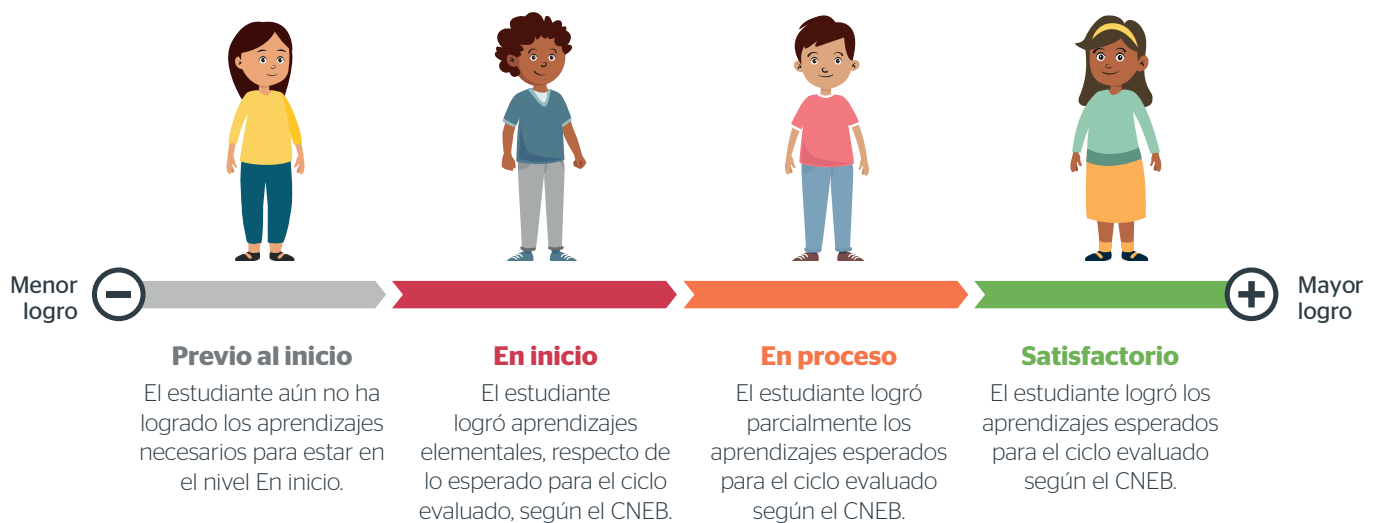 Menor
logro
Mayor
logro
Previo al inicio
El estudiante aún no ha
logrado los aprendizajes
necesarios para estar en
el nivel En inicio.
En inicio
El estudiante
logró aprendizajes
elementales, respecto de
lo esperado para el ciclo
evaluado, según el CNEB.
En proceso
El estudiante logró
parcialmente los
aprendizajes esperados
para el ciclo evaluado
según el CNEB.
Satisfactorio
El estudiante logró los
aprendizajes esperados
para el ciclo evaluado
según el CNEB.